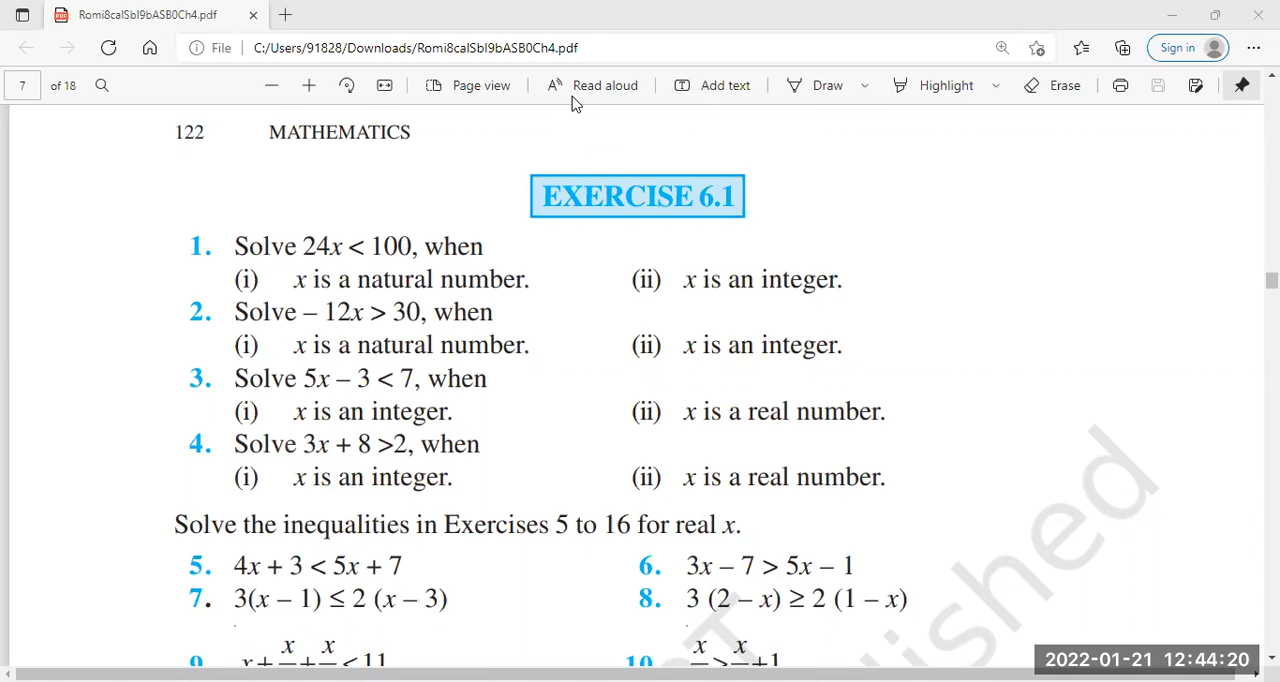 Romi8calSbI9bASB0Ch4.pdf
File C:/Users/91828/Downloads/Romi8calSbI9bASB0Ch4.pdf Sign in
7 of 18 Page view Read aloud Add text Draw Highlight Erase
122 MATHEMATICS
EXERCISE 6.1
1. Solve 24x < 100, when
(i) x is a natural number. (ii) x is an integer.
2. Solve – 12x > 30, when
(i) x is a natural number. (ii) x is an integer.
3. Solve 5x – 3 < 7, when
(i) x is an integer. (ii) x is a real number.
4. Solve 3x + 8 >2, when
(i) x is an integer. (ii) x is a real number.
Solve the inequalities in Exercises 5 to 16 for real x.
5. 4x + 3 < 5x + 7 6. 3x – 7 > 5x – 1
7. 3(x – 1) ≤ 2 (x – 3) 8. 3 (2 – x) ≥ 2 (1 – x)
9. x + x + x < 11 10. x > x + 1
2022-01-21 12:44:20